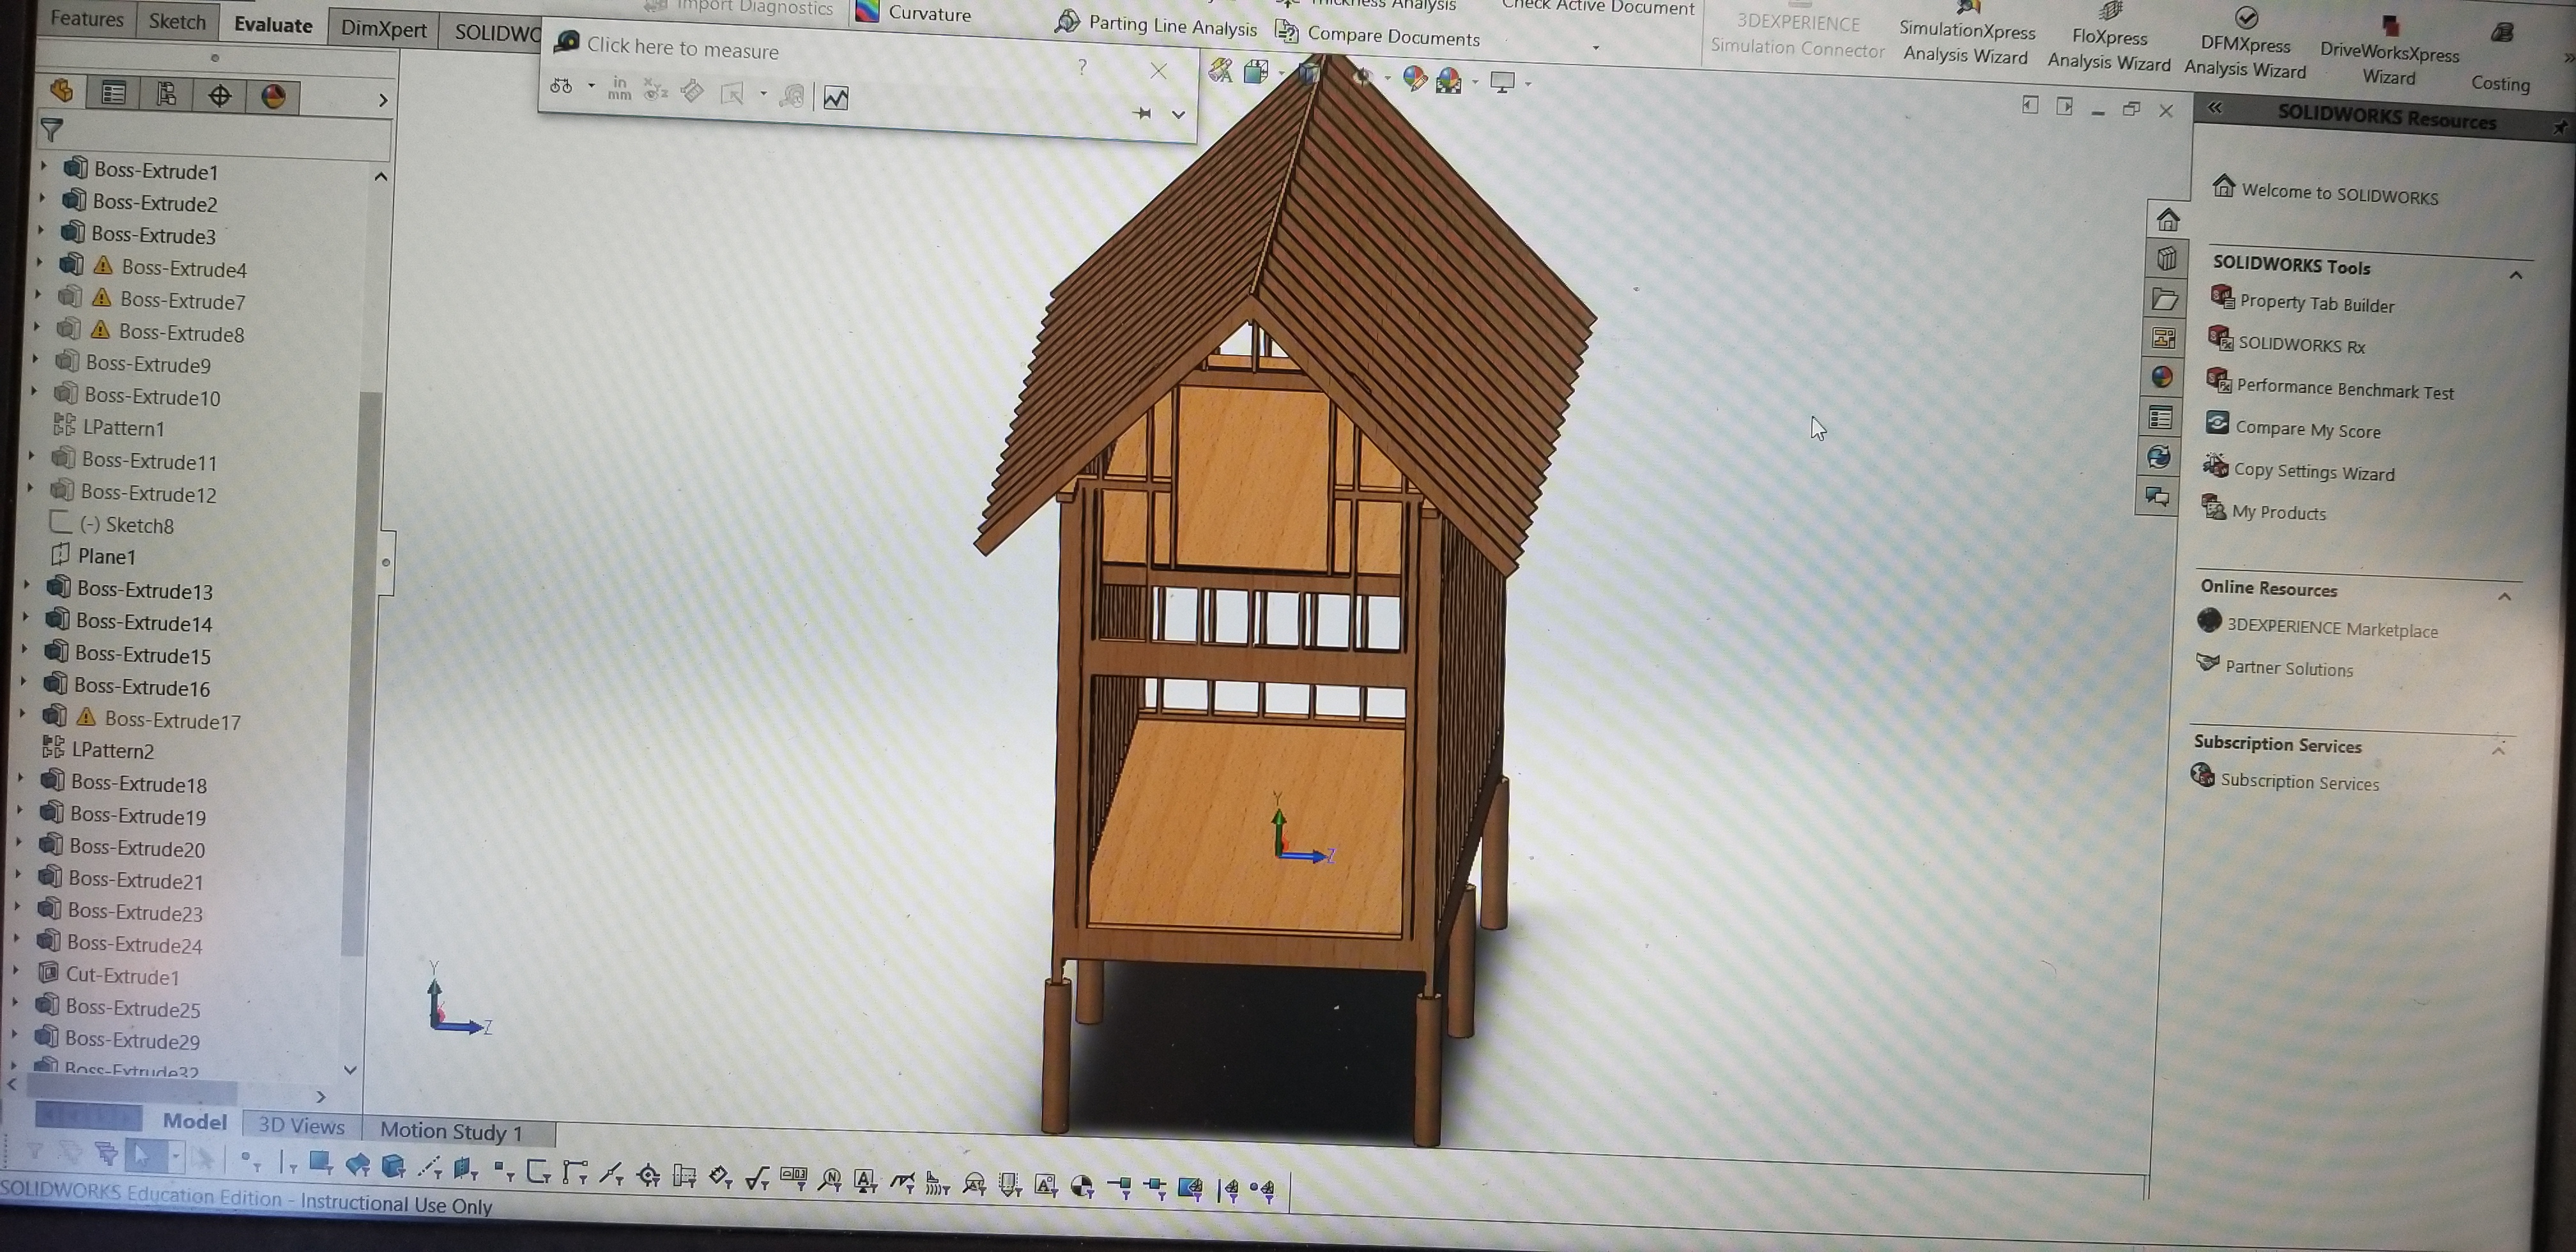 Import Diagnostics
Curvature
Thickness Analysis
Check Active Document
Parting Line Analysis
Compare Documents
3DEXPERIENCE
Simulation Connector
SimulationXpress
Analysis Wizard
FloXpress
Analysis Wizard
DFMXpress
Analysis Wizard
DriveWorksXpress
Wizard
Costing
Features
Sketch
Evaluate
DimXpert
SOLIDWO
Click here to measure
?
in
mm
Boss-Extrude1
Boss-Extrude2
Boss-Extrude3
Boss-Extrude4
Boss-Extrude7
Boss-Extrude8
Boss-Extrude9
Boss-Extrude10
LPattern1
Boss-Extrude11
Boss-Extrude12
(-) Sketch8
Plane1
Boss-Extrude13
Boss-Extrude14
Boss-Extrude15
Boss-Extrude16
Boss-Extrude17
LPattern2
Boss-Extrude18
Boss-Extrude19
Boss-Extrude20
Boss-Extrude21
Boss-Extrude23
Boss-Extrude24
Cut-Extrude1
Boss-Extrude25
Boss-Extrude29
Boss-Extrude32
Y
Z
Y
Z
SOLIDWORKS Resources
Welcome to SOLIDWORKS
SOLIDWORKS Tools
Property Tab Builder
SOLIDWORKS Rx
Performance Benchmark Test
Compare My Score
Copy Settings Wizard
My Products
Online Resources
3DEXPERIENCE Marketplace
Partner Solutions
Subscription Services
Subscription Services
Model
3D Views
Motion Study 1
SOLIDWORKS Education Edition - Instructional Use Only